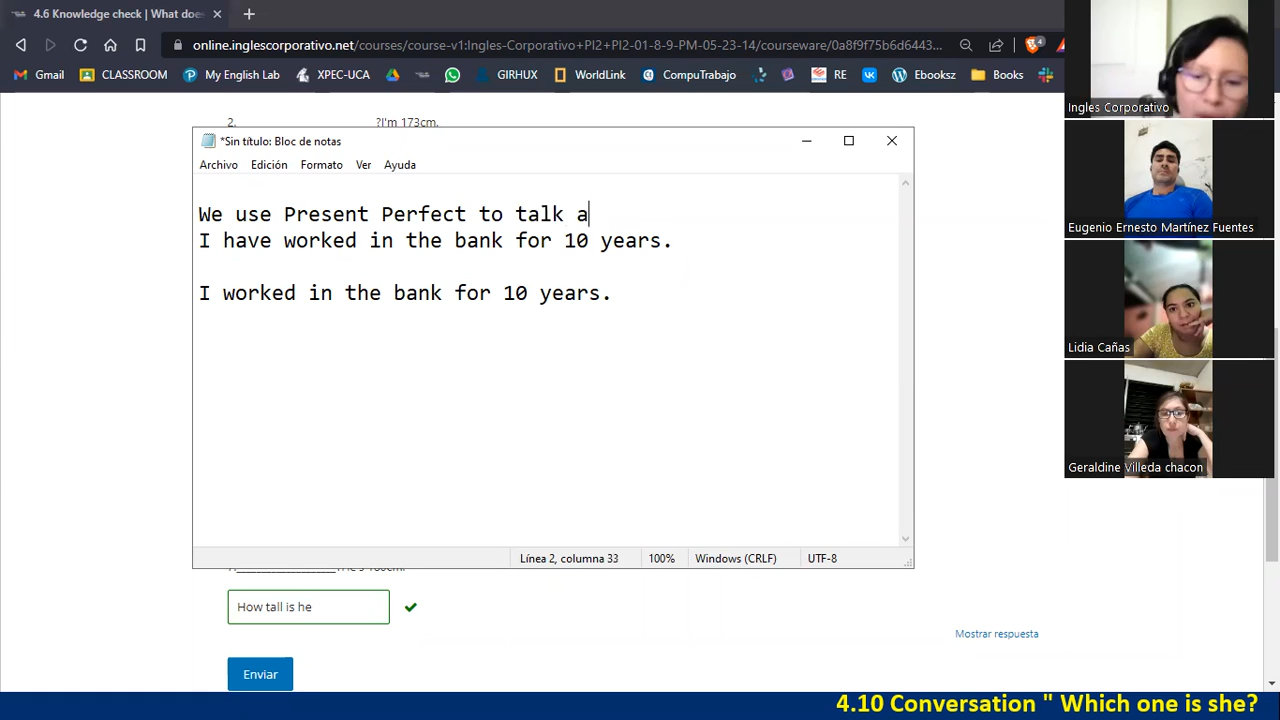 4.6 Knowledge check | What doe
online.inglescorporativo.net/courses/course-v1:Ingles-Corporativo+PI2+PI2-01-8-9-PM-05-23-14/courseware/0a8f9f75b6d6443...
4
Gmail
CLASSROOM
My English Lab
XPEC-UCA
GIRHUX
WorldLink
CompuTrabajo
RE
Ebooksz
Books
2.
?I'm 173cm.
*Sin título: Bloc de notas
Archivo Edición Formato Ver Ayuda
We use Present Perfect to talk a
I have worked in the bank for 10 years.
I worked in the bank for 10 years.
Línea 2, columna 33 100% Windows (CRLF) UTF-8
How tall is he
Mostrar respuesta
Enviar
Ingles Corporativo
Eugenio Ernesto Martínez Fuentes
Lidia Cañas
Geraldine Villeda chacon
4.10 Conversation " Which one is she?